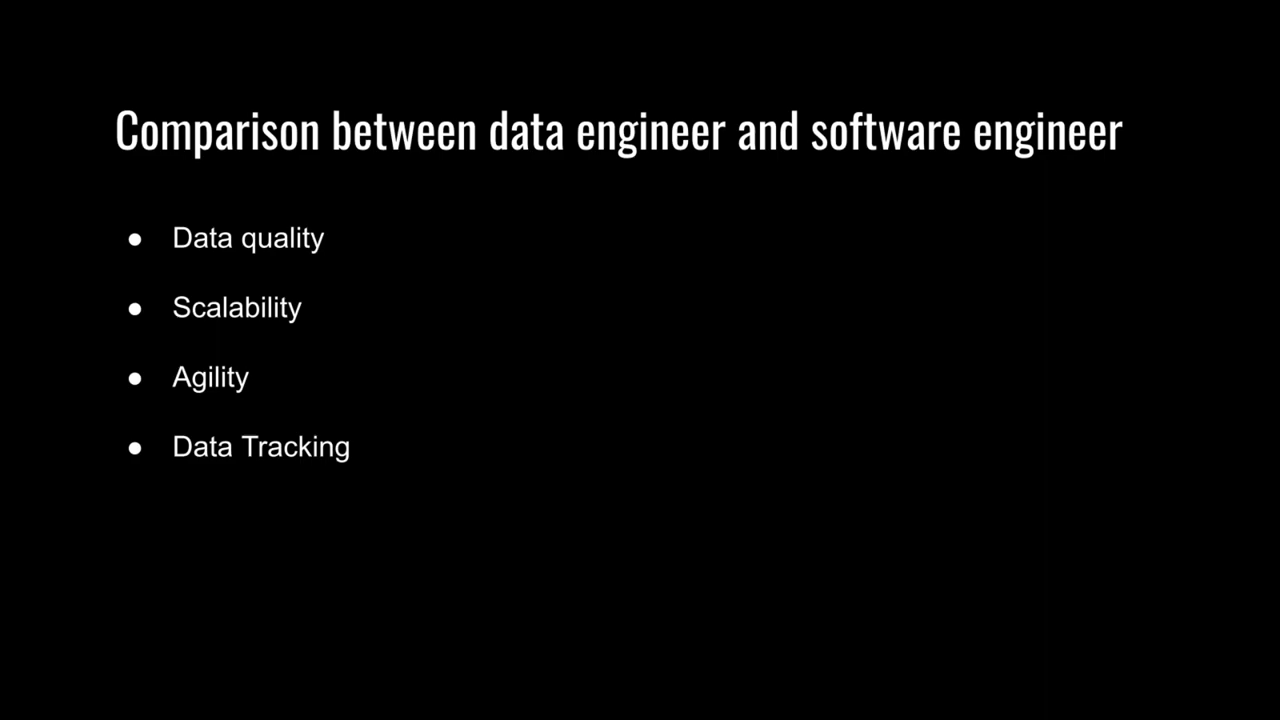 Comparison between data engineer and software engineer
● Data quality
● Scalability
● Agility
● Data Tracking